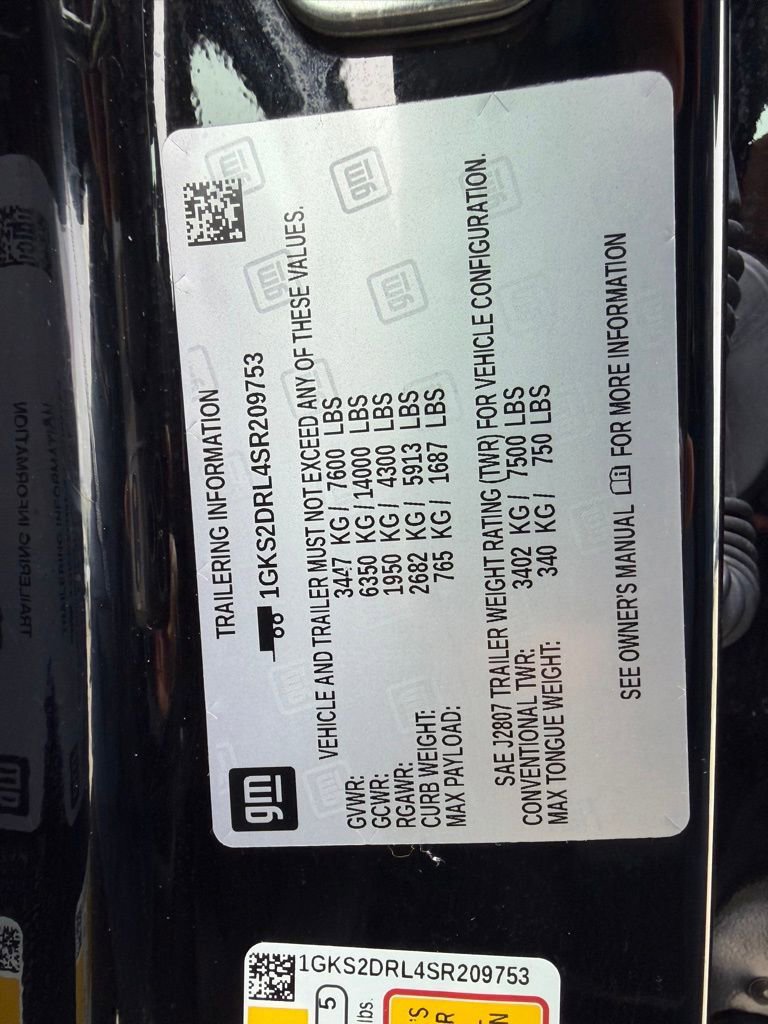 gm
TRAILERING INFORMATION
1GKS2DRL4SR209753
VEHICLE AND TRAILER MUST NOT EXCEED ANY OF THESE VALUES.
GVWR: 3447 KG / 7600 LBS
GCWR: 6350 KG / 14000 LBS
RGAWR: 1950 KG / 4300 LBS
CURB WEIGHT: 2682 KG / 5913 LBS
MAX PAYLOAD: 765 KG / 1687 LBS
SAE J2807 TRAILER WEIGHT RATING (TWR) FOR VEHICLE CONFIGURATION.
CONVENTIONAL TWR: 3402 KG / 7500 LBS
MAX TONGUE WEIGHT: 340 KG / 750 LBS
SEE OWNER'S MANUAL FOR MORE INFORMATION
1GKS2DRL4SR209753
5
lbs.